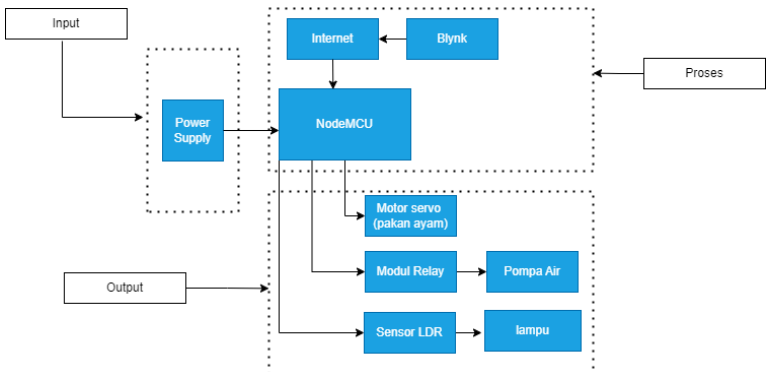 Input
Internet
Blynk
Proses
Power
Supply
NodeMCU
Motor servo
(pakan ayam)
Modul Relay
Pompa Air
Output
Sensor LDR
lampu